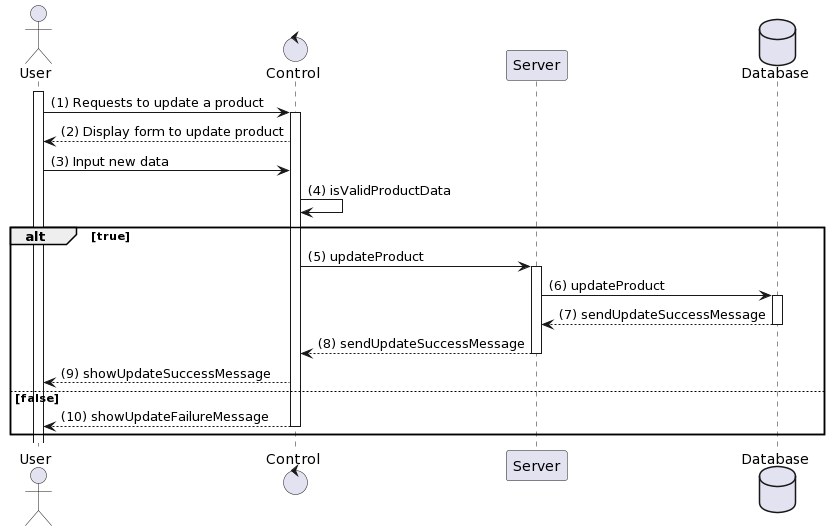 User
Control
Server
Database
(1) Requests to update a product
(2) Display form to update product
(3) Input new data
(4) isValidProductData
alt [true]
(5) updateProduct
(6) updateProduct
(7) sendUpdateSuccessMessage
(8) sendUpdateSuccessMessage
(9) showUpdateSuccessMessage
[false]
(10) showUpdateFailureMessage
User
Control
Server
Database